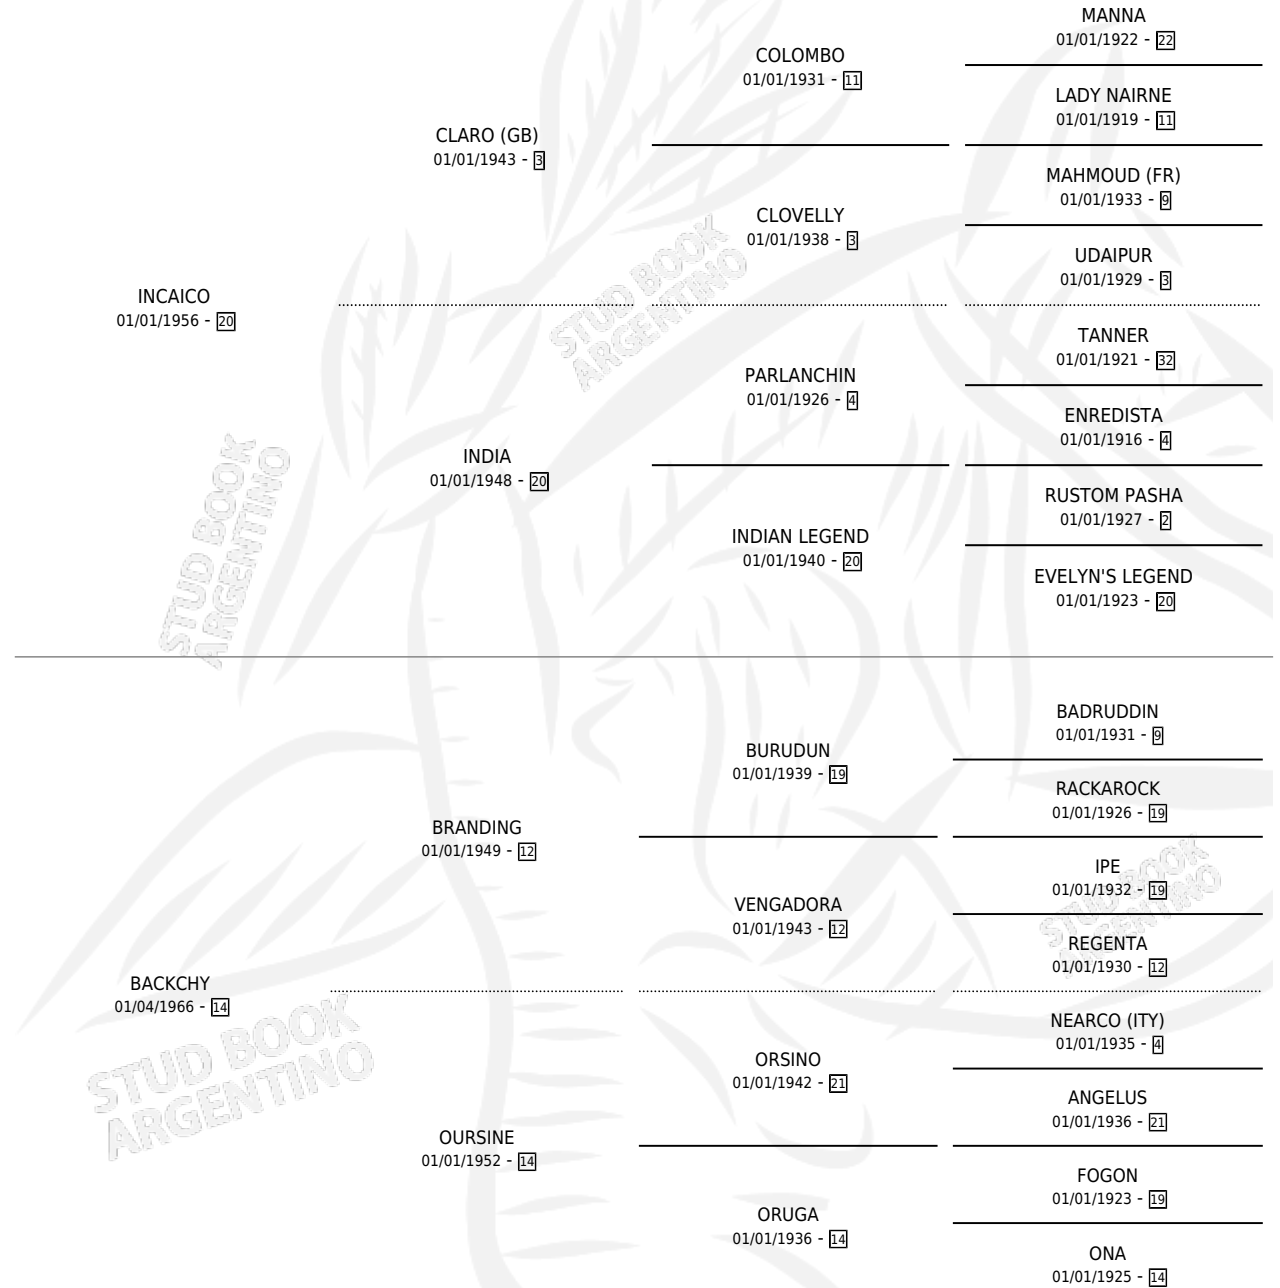 MANNA
01/01/1922 - 22
COLOMBO
01/01/1931 - 11
LADY NAIRNE
01/01/1919 - 11
CLARO (GB)
01/01/1943 - 3
MAHMOUD (FR)
01/01/1933 - 9
CLOVELLY
01/01/1938 - 3
UDAIPUR
01/01/1929 - 3
INCAICO
01/01/1956 - 20
TANNER
01/01/1921 - 32
PARLANCHIN
01/01/1926 - 4
ENREDISTA
01/01/1916 - 4
INDIA
01/01/1948 - 20
RUSTOM PASHA
01/01/1927 - 2
INDIAN LEGEND
01/01/1940 - 20
EVELYN'S LEGEND
01/01/1923 - 20
STUD BOOK
ARGENTINO
STUD BOOK
ARGENTINO
BADRUDDIN
01/01/1931 - 9
BURUDUN
01/01/1939 - 19
RACKAROCK
01/01/1926 - 19
BRANDING
01/01/1949 - 12
IPE
01/01/1932 - 19
VENGADORA
01/01/1943 - 12
REGENTA
01/01/1930 - 12
BACKCHY
01/04/1966 - 14
NEARCO (ITY)
01/01/1935 - 4
ORSINO
01/01/1942 - 21
ANGELUS
01/01/1936 - 21
OURSINE
01/01/1952 - 14
FOGON
01/01/1923 - 19
ORUGA
01/01/1936 - 14
ONA
01/01/1925 - 14
STUD BOOK
ARGENTINO
STUD BOOK
ARGENTINO